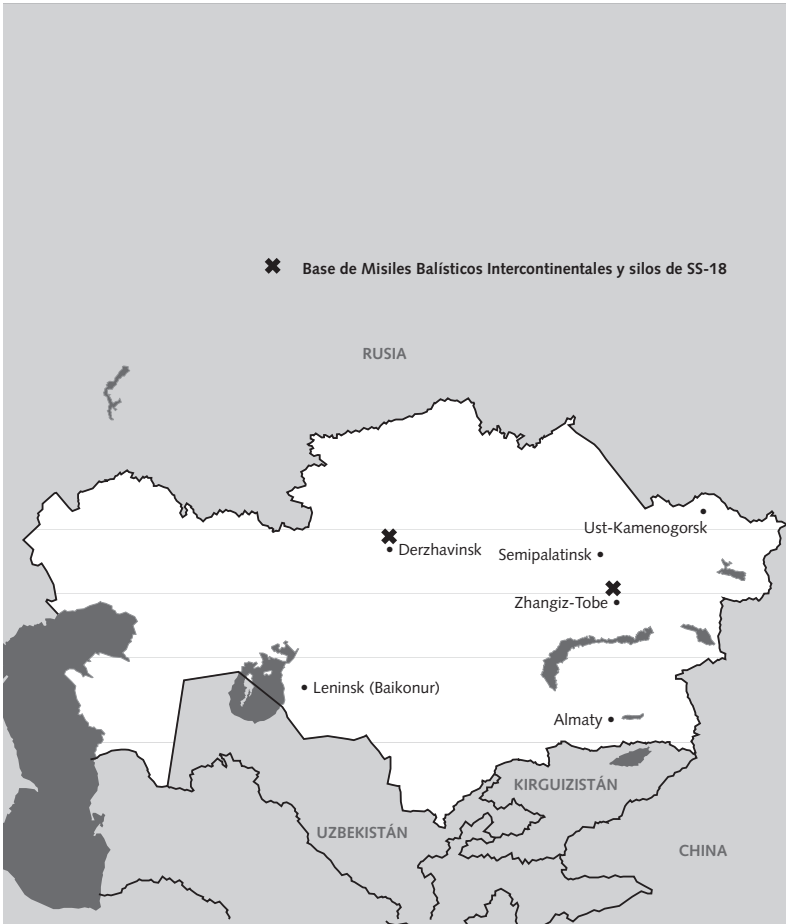 Base de Misiles Balísticos Intercontinentales y silos de SS-18
RUSIA
Ust-Kamenogorsk
Derzhavinsk
Semipalatinsk
Zhangiz-Tobe
Leninsk (Baikonur)
Almaty
KIRGUIZISTÁN
UZBEKISTÁN
CHINA